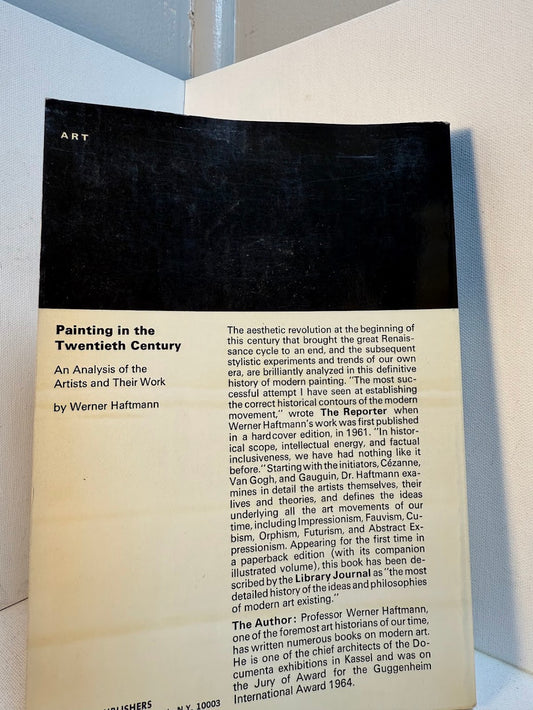 ART
Painting in the
Twentieth Century
An Analysis of the
Artists and Their Work
by Werner Haftmann
The aesthetic revolution at the beginning of
this century that brought the great Renais-
sance cycle to an end, and the subsequent
stylistic experiments and trends of our own
era, are brilliantly analyzed in this definitive
history of modern painting. "The most suc-
cessful attempt I have seen at establishing
the correct historical contours of the modern
movement," wrote The Reporter when
Werner Haftmann's work was first published
in a hardcover edition, in 1961. "In histor-
ical scope, intellectual energy, and factual
inclusiveness, we have had nothing like it
before." Starting with the initiators, Cézanne,
Van Gogh, and Gauguin, Dr. Haftmann exa-
mines in detail the artists themselves, their
lives and theories, and defines the ideas
underlying all the art movements of our
time, including Impressionism, Fauvism, Cu-
bism, Orphism, Futurism, and Abstract Ex-
pressionism. Appearing for the first time in
a paperback edition (with its companion
illustrated volume), this book has been de-
scribed by the Library Journal as "the most
detailed history of the ideas and philosophies
of modern art existing."
The Author: Professor Werner Haftmann,
one of the foremost art historians of our time,
has written numerous books on modern art.
He is one of the chief architects of the Do-
cumenta exhibitions in Kassel and was on
the Jury of Award for the Guggenheim
International Award 1964.
N.Y. 10003